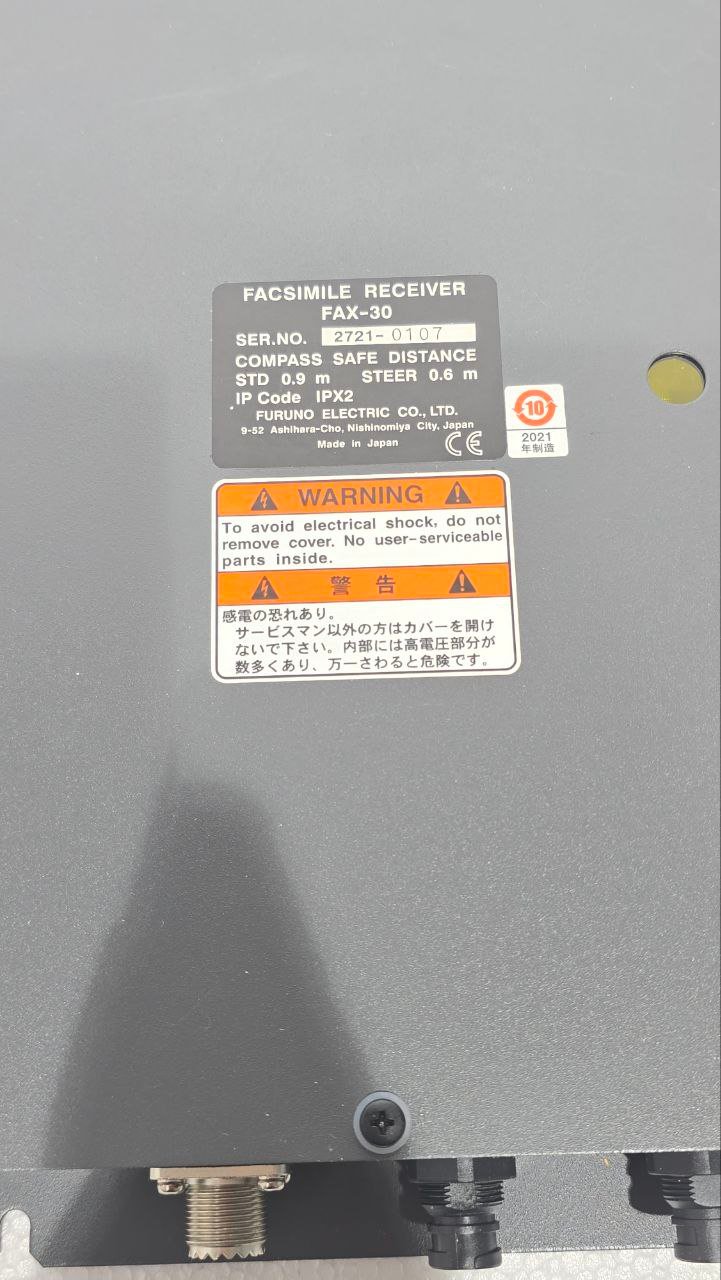 FACSIMILE RECEIVER
FAX-30
SER.NO. 2721-0107
COMPASS SAFE DISTANCE
STD 0.9 m STEER 0.6 m
IP Code IPX2
FURUNO ELECTRIC CO., LTD.
9-52 Ashihara-Cho, Nishinomiya City, Japan
Made in Japan
CE
10
2021
年制造
WARNING
To avoid electrical shock, do not
remove cover. No user-serviceable
parts inside.
警告
感電の恐れあり。
サービスマン以外の方はカバーを開け
ないで下さい。内部には高電圧部分が
数多くあり、万一さわると危険です。